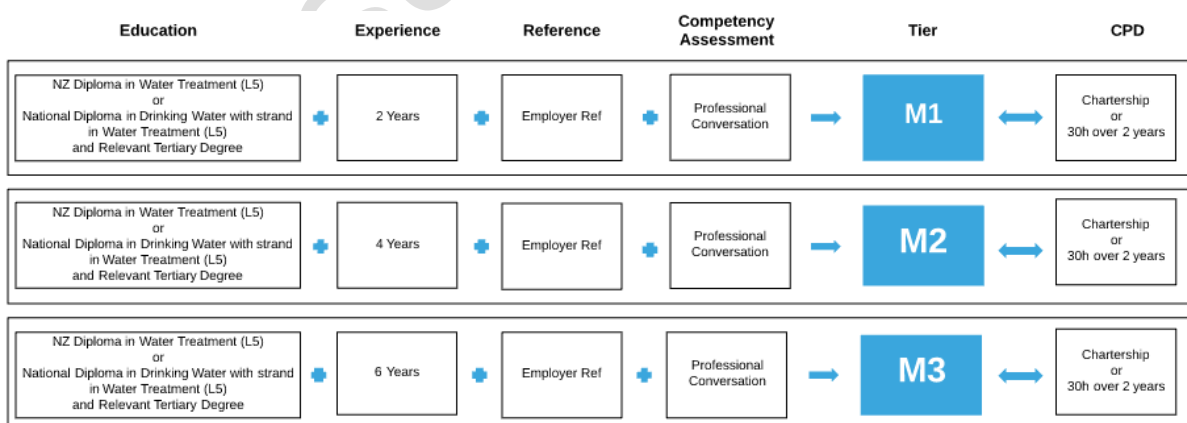 Education
Experience
Reference
Competency
Assessment
Tier
CPD
NZ Diploma in Water Treatment (L5)
or
National Diploma in Drinking Water with strand
in Water Treatment (L5)
and Relevant Tertiary Degree
2 Years
Employer Ref
Professional
Conversation
M1
Chartership
or
30h over 2 years
NZ Diploma in Water Treatment (L5)
or
National Diploma in Drinking Water with strand
in Water Treatment (L5)
and Relevant Tertiary Degree
4 Years
Employer Ref
Professional
Conversation
M2
Chartership
or
30h over 2 years
NZ Diploma in Water Treatment (L5)
or
National Diploma in Drinking Water with strand
in Water Treatment (L5)
and Relevant Tertiary Degree
6 Years
Employer Ref
Professional
Conversation
M3
Chartership
or
30h over 2 years